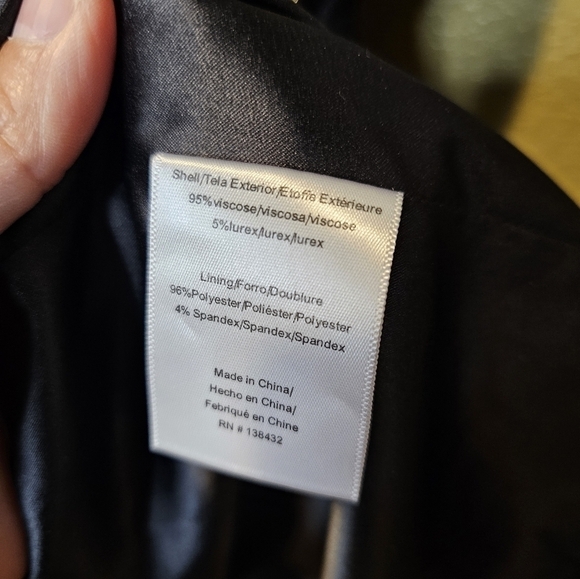 Shell/Tela Exterior/Etoffe Extérieure
95%viscose/viscosa/viscose
5%lurex/lurex/lurex
Lining/Forro/Doublure
96%Polyester/Poliéster/Polyester
4% Spandex/Spandex/Spandex
Made in China/
Hecho en China/
Fabriqué en Chine
RN # 138432